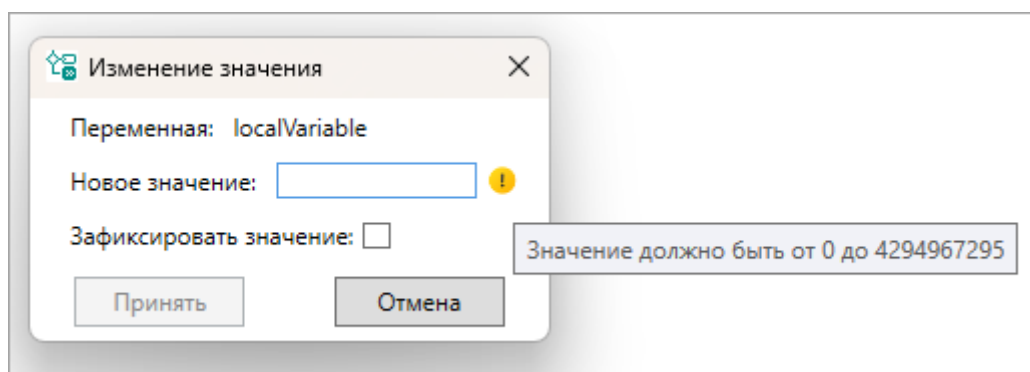 Изменение значения
Переменная: localVariable
Новое значение:
Зафиксировать значение:
Значение должно быть от 0 до 4294967295
Принять Отмена